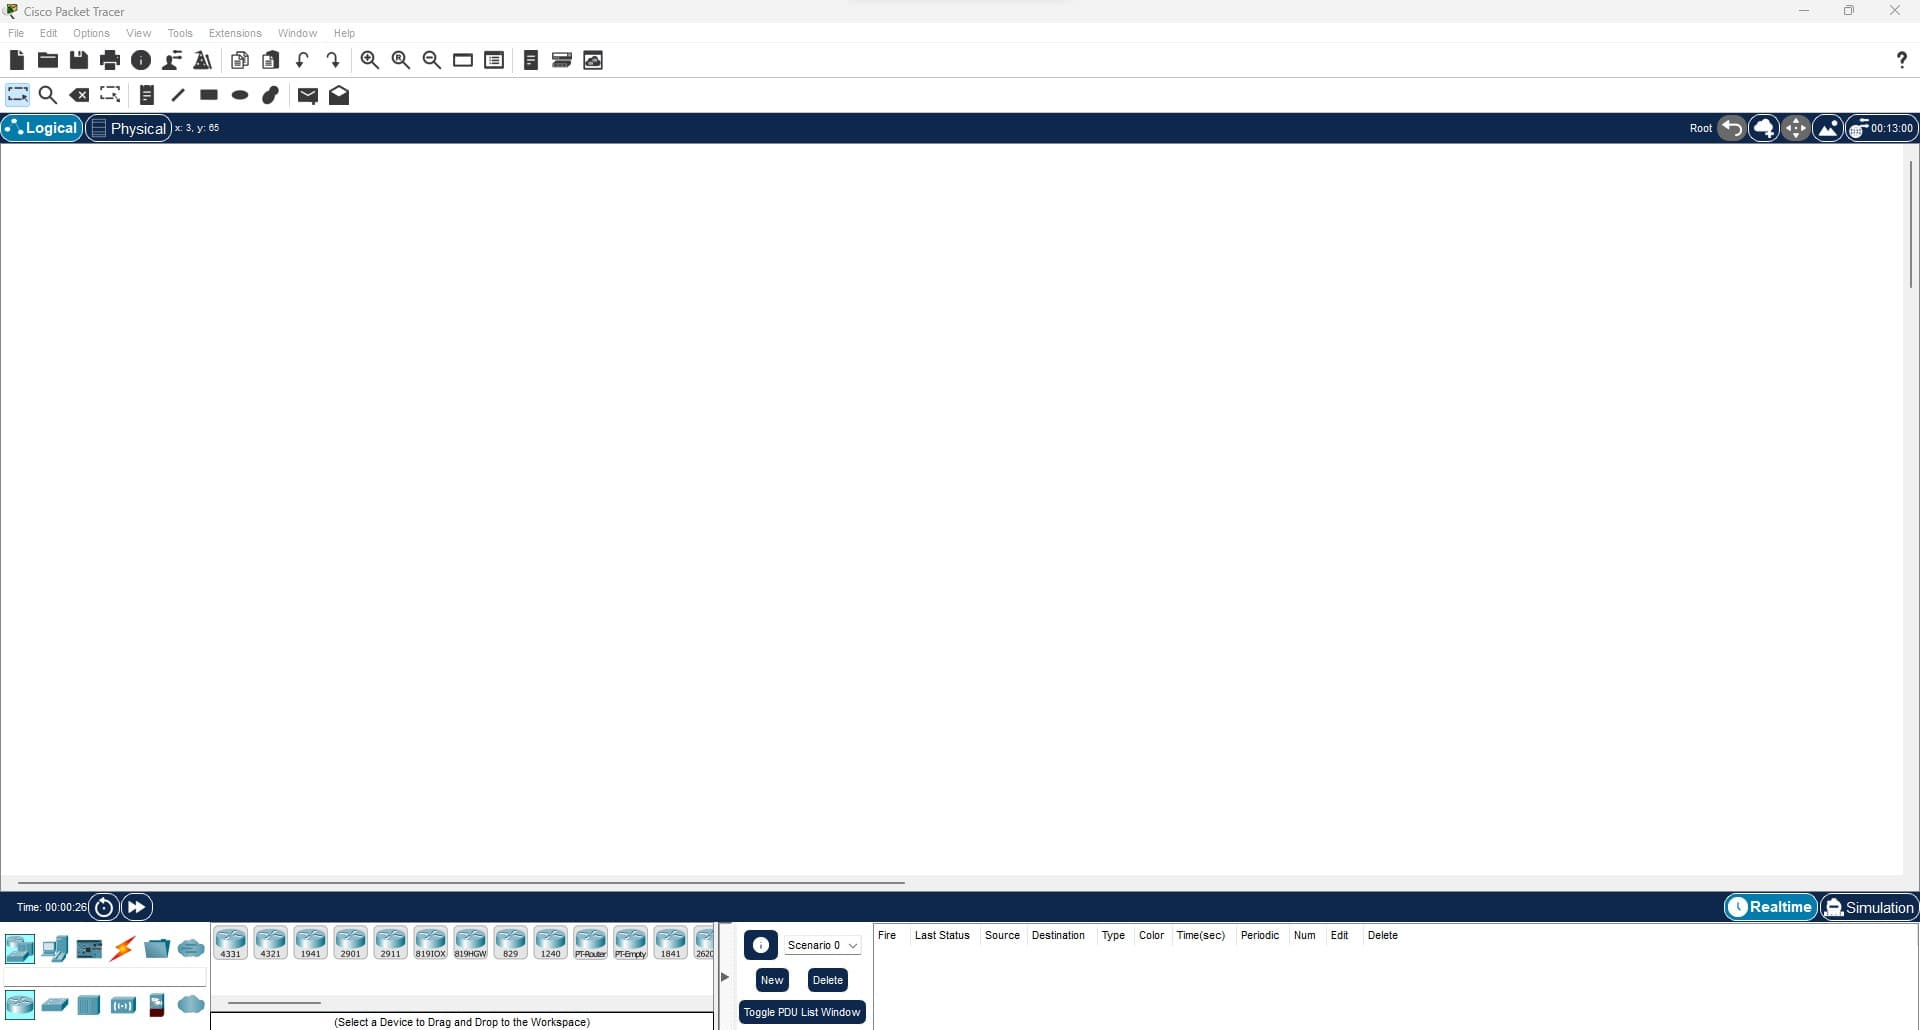 Cisco Packet Tracer
File Edit Options View Tools Extensions Window Help
?
Logical Physical x: 3, y: 65 Root 00:13:00
Time: 00:00:26 Realtime Simulation
4331 4321 1941 2901 2911 819IOX 819HGW 829 1240 PT-Router PT-Empty 1841 262C
(Select a Device to Drag and Drop to the Workspace)
Scenario 0
New Delete
Toggle PDU List Window
Fire Last Status Source Destination Type Color Time(sec) Periodic Num Edit Delete